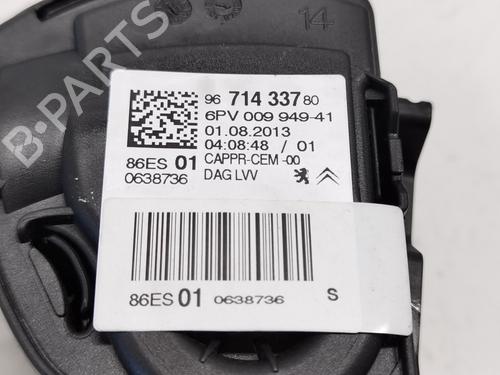 14
B-PARTS
96 714 337 80
6PV 009 949-41
01.08.2013
04:08:48 / 01
86ES 01 CAPPR-CEM -00
0638736 DAG LVV
86ES 01 0638736 S